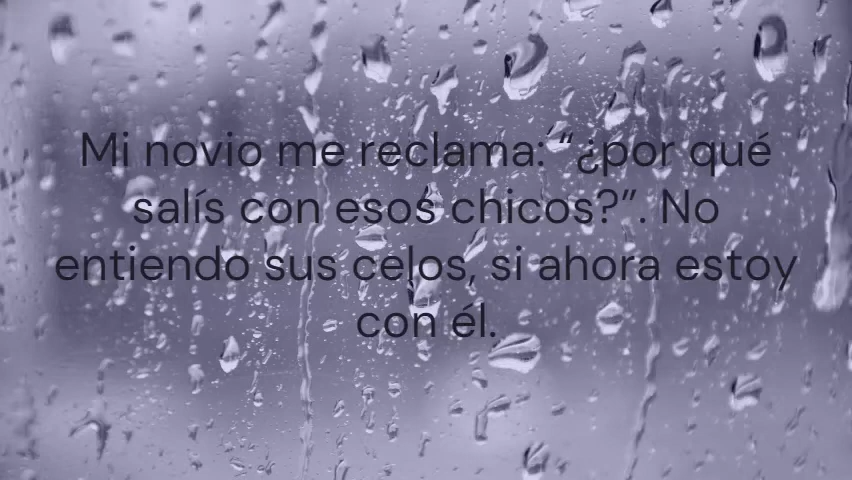 Mi novio me reclama: “¿por qué
salís con esos chicos?”. No
entiendo sus celos, si ahora estoy
con él.